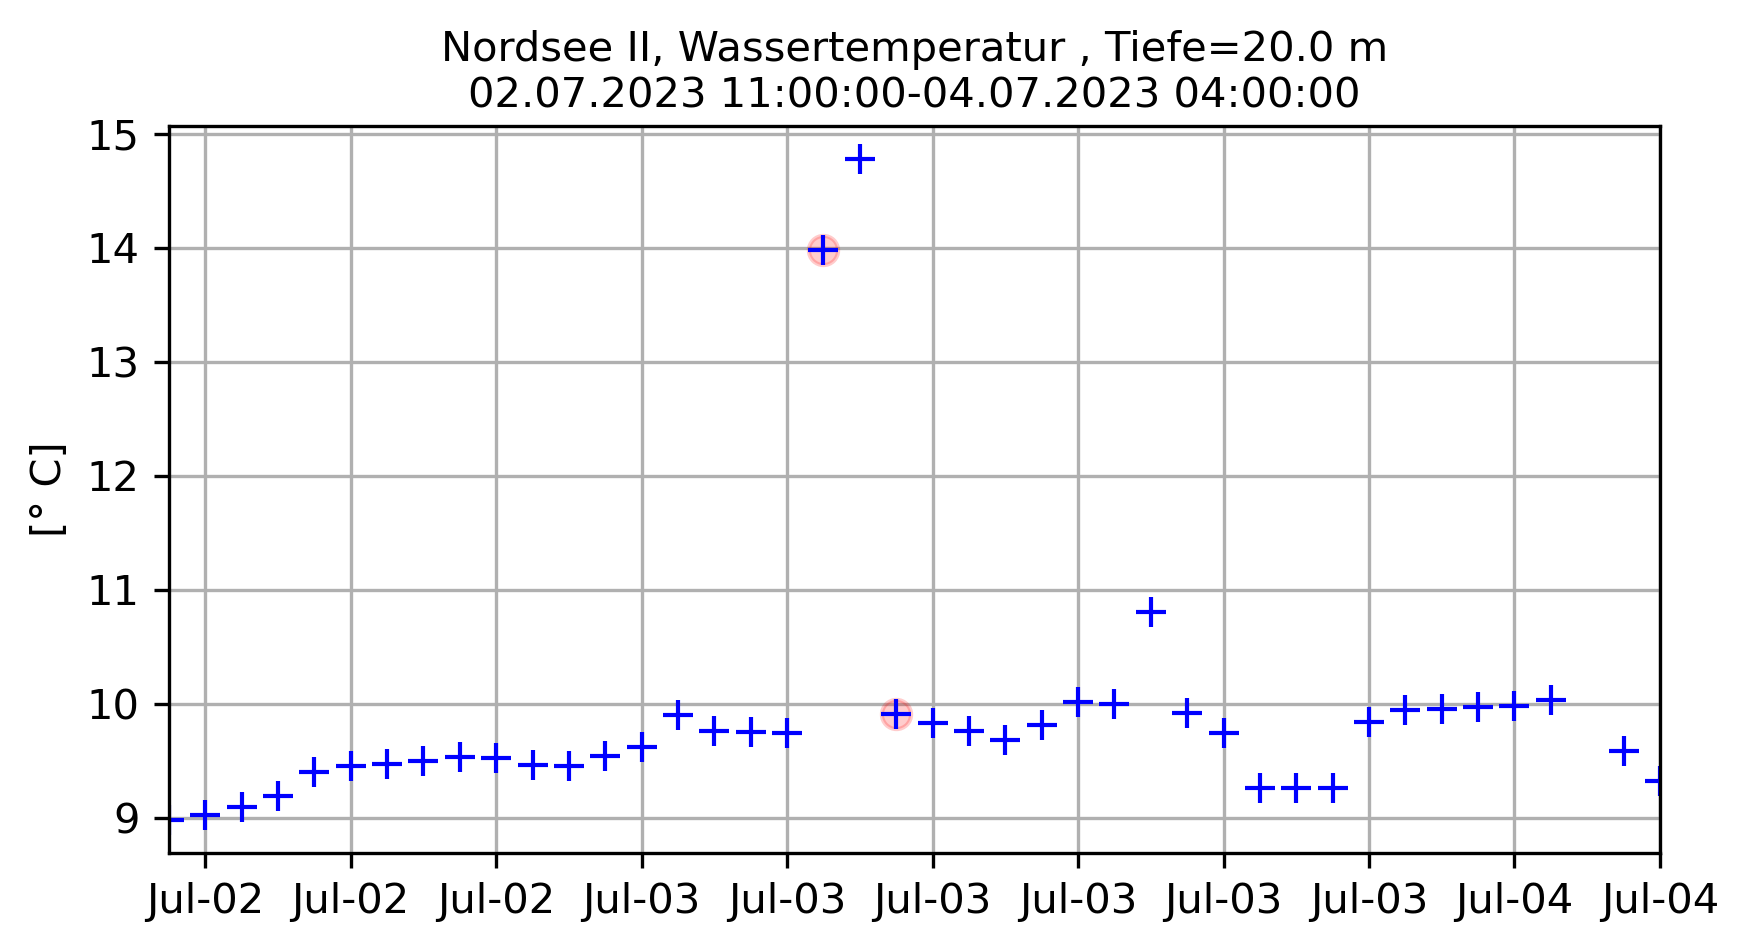 Nordsee II, Wassertemperatur , Tiefe=20.0 m
02.07.2023 11:00:00-04.07.2023 04:00:00
15
14
13
12
11
10
9
[° C]
Jul-02 Jul-02 Jul-02 Jul-03 Jul-03 Jul-03 Jul-03 Jul-03 Jul-03 Jul-04 Jul-04